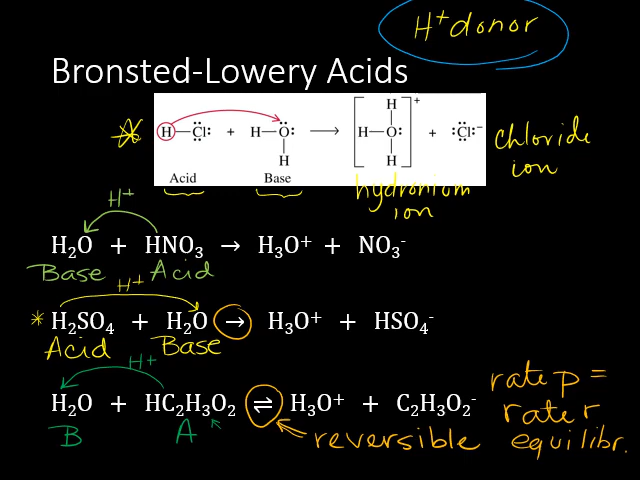 H⁺ donor
Bronsted-Lowery Acids
H—Cl: + H—O: ⟶ [H—O:]⁺ + :Cl:⁻
H H H
Acid Base
chloride ion
hydronium ion
H⁺
H₂O + HNO₃ → H₃O⁺ + NO₃⁻
Base Acid
H⁺
* H₂SO₄ + H₂O → H₃O⁺ + HSO₄⁻
Acid Base
H⁺
H₂O + HC₂H₃O₂ ⇌ H₃O⁺ + C₂H₃O₂⁻
B A
reversible
rate p =
rate r
equilibr.